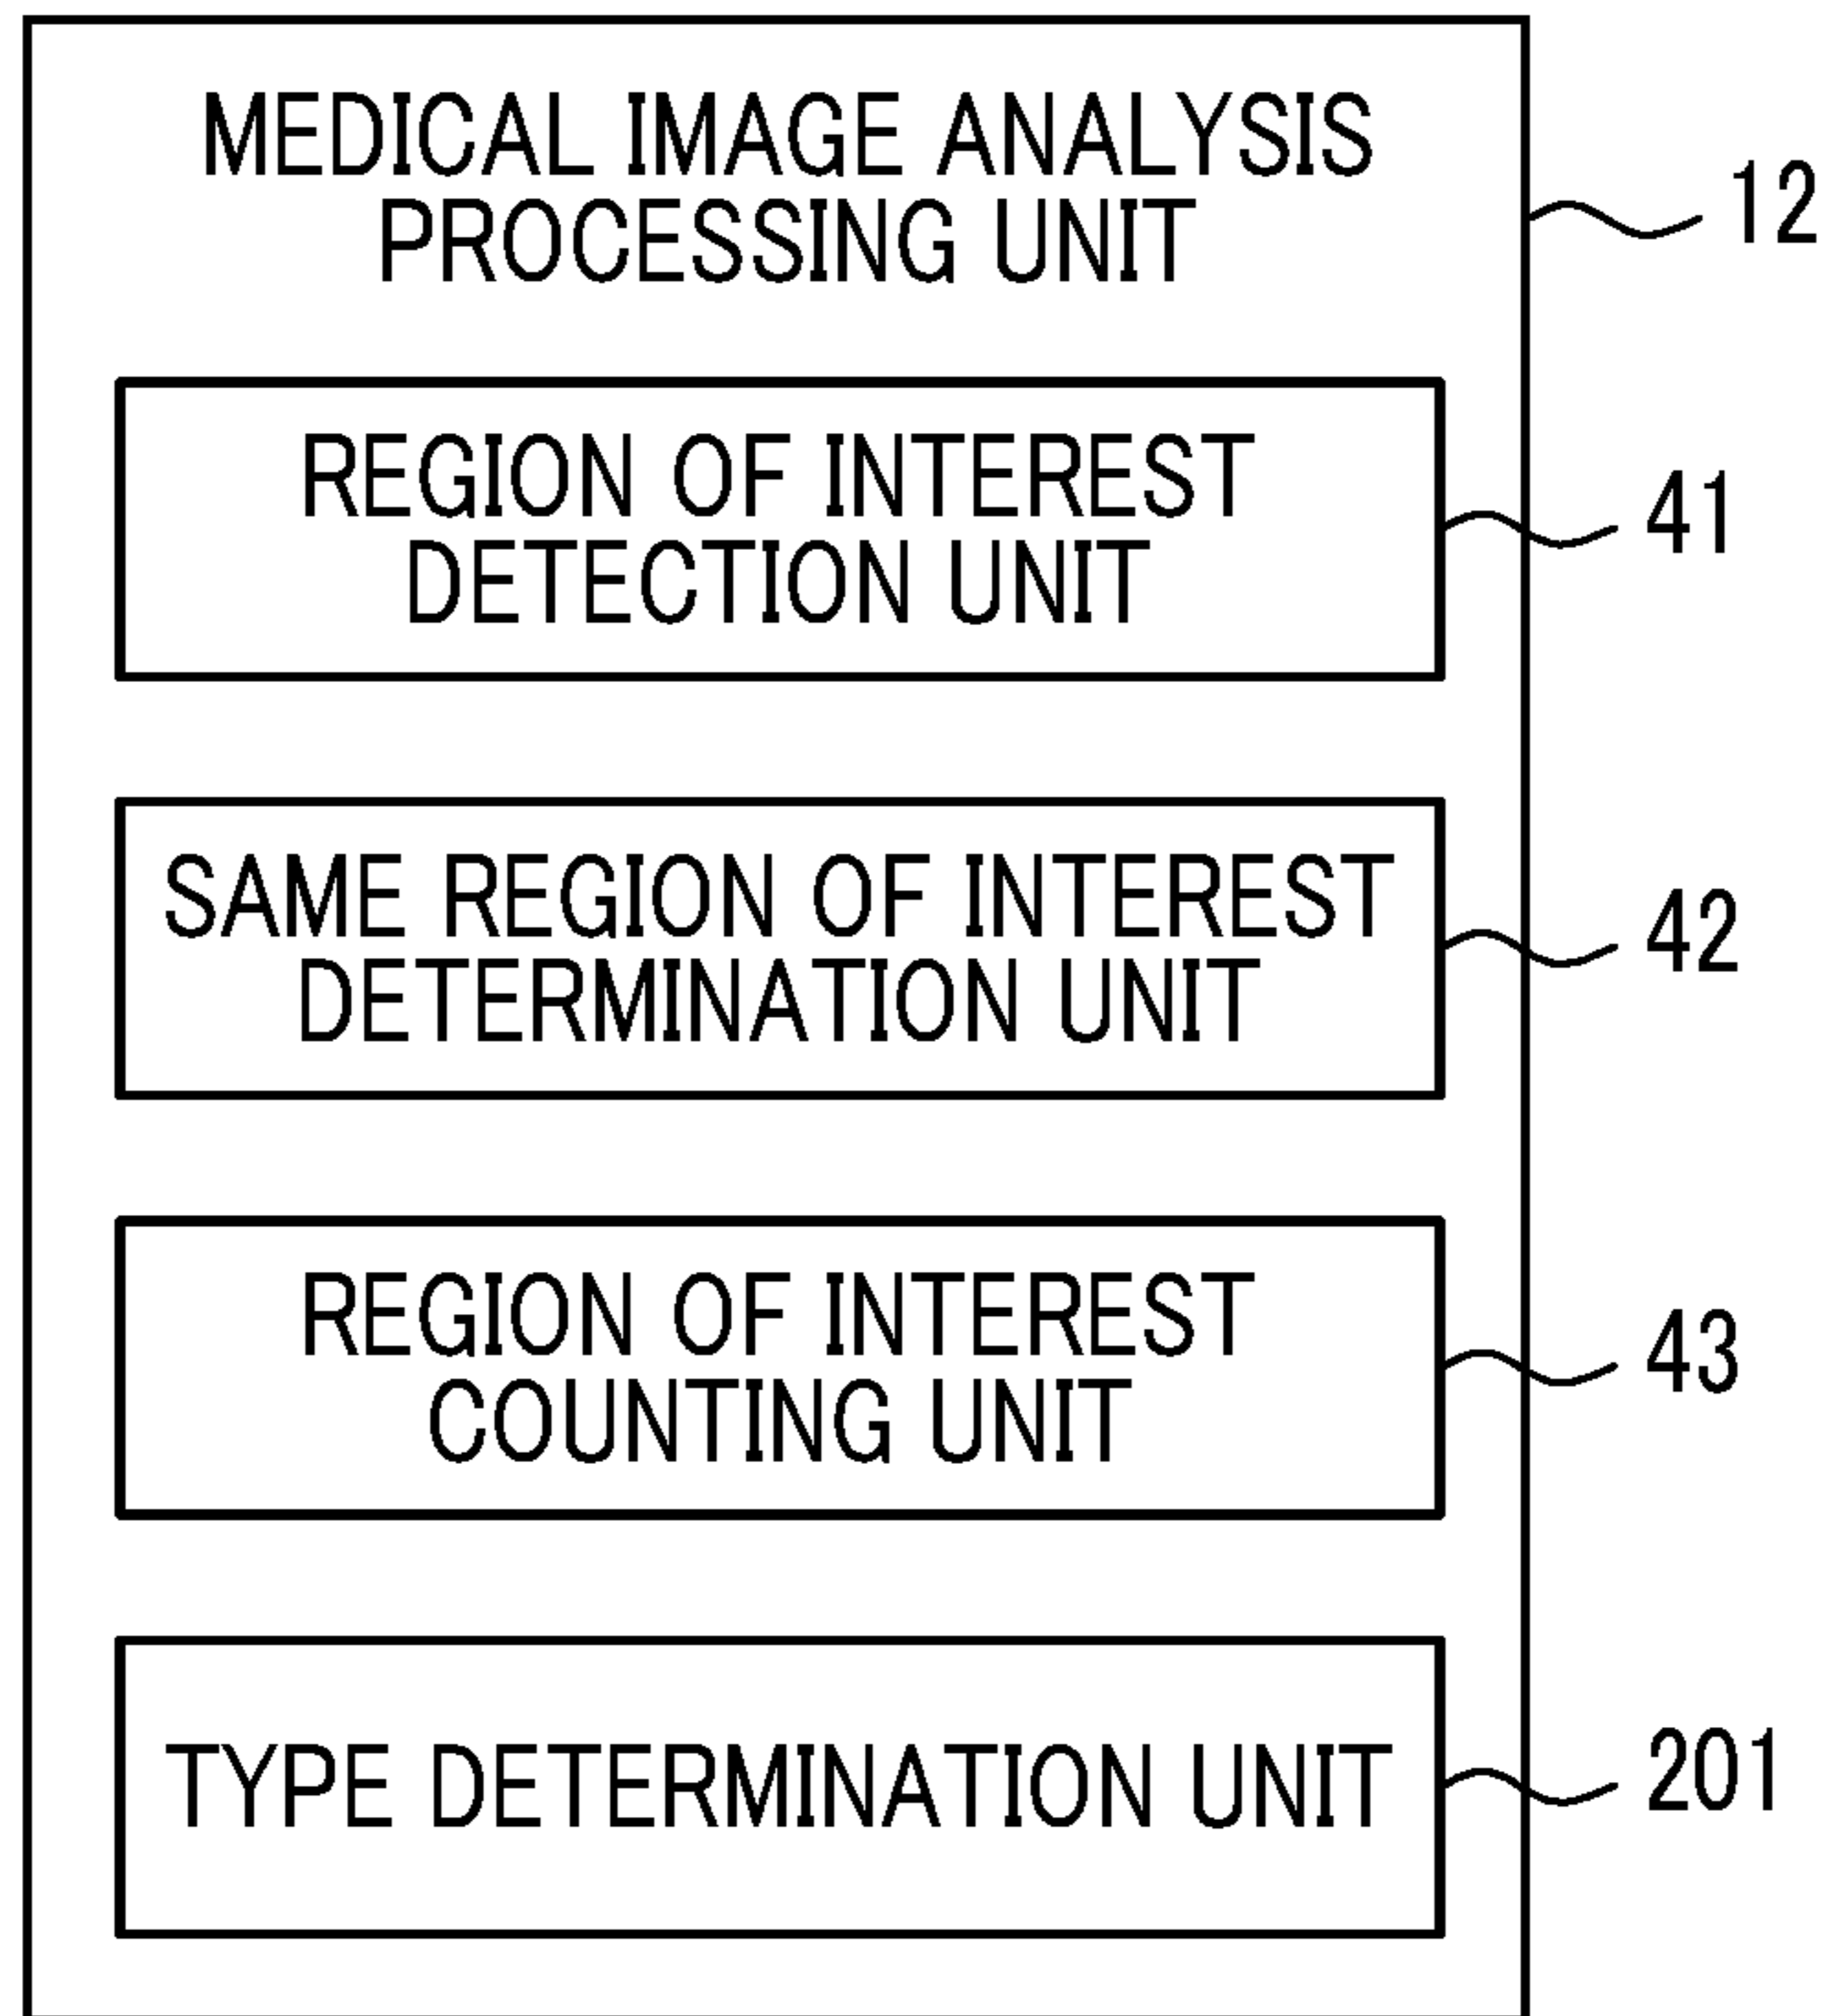 MEDICAL IMAGE ANALYSIS
PROCESSING UNIT
12
REGION OF INTEREST
DETECTION UNIT
41
SAME REGION OF INTEREST
DETERMINATION UNIT
42
REGION OF INTEREST
COUNTING UNIT
43
TYPE DETERMINATION UNIT
201